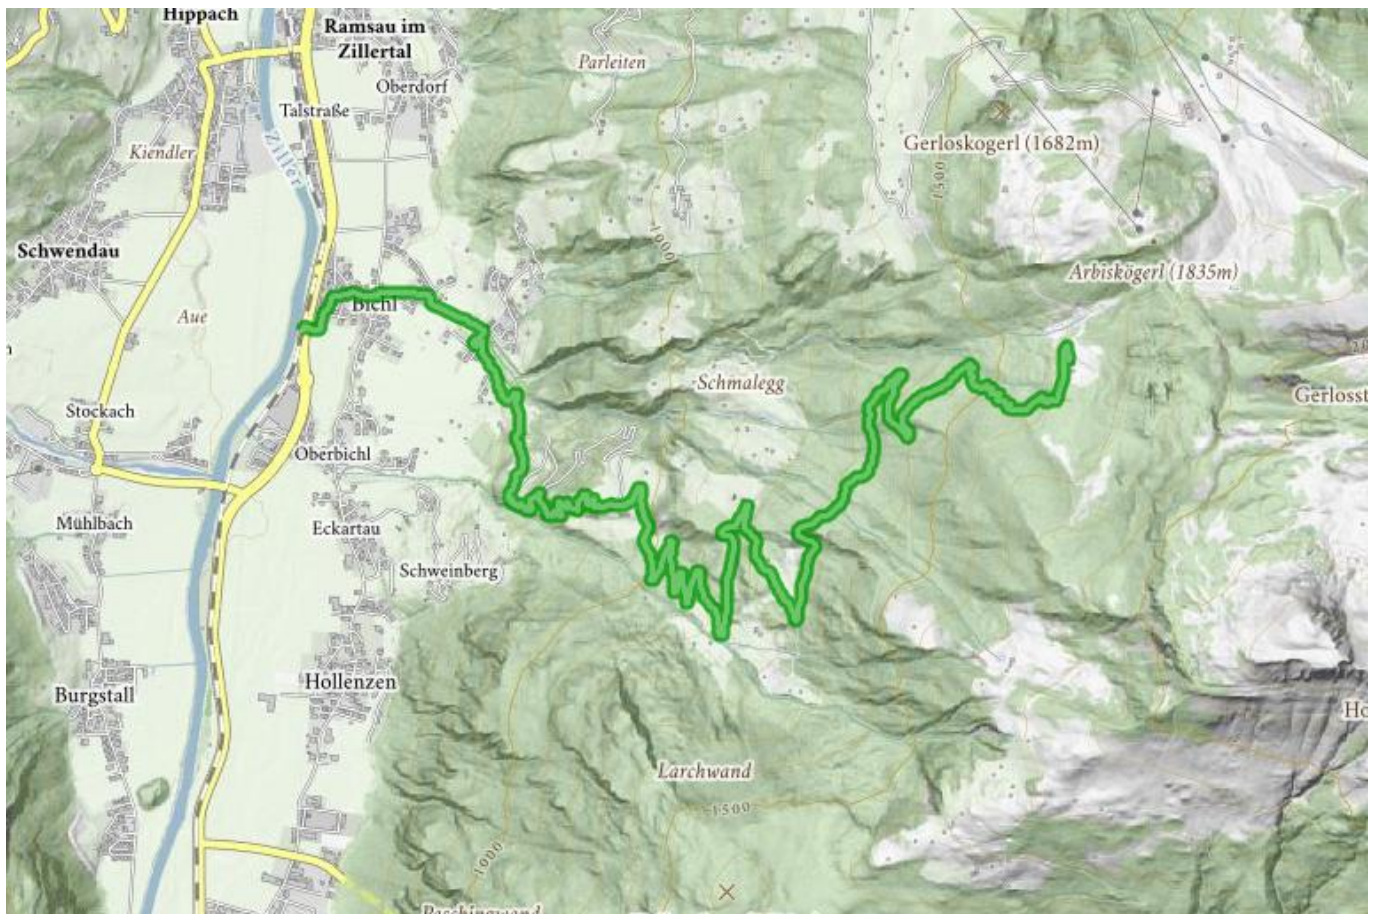 Hippach
Ramsau im
Zillertal
Parleiten
Oberdorf
Talstraße
Ziller
Gerloskogerl (1682m)
Kiendler
1500
Schwendau
1000
Arbiskögerl (1835m)
Bichl
Aue
Schmalegg
Gerlosst
Stockach
Oberbichl
Mühlbach
Eckartau
Schweinberg
Hollenzen
Burgstall
Ho
Larchwand
1500
1000